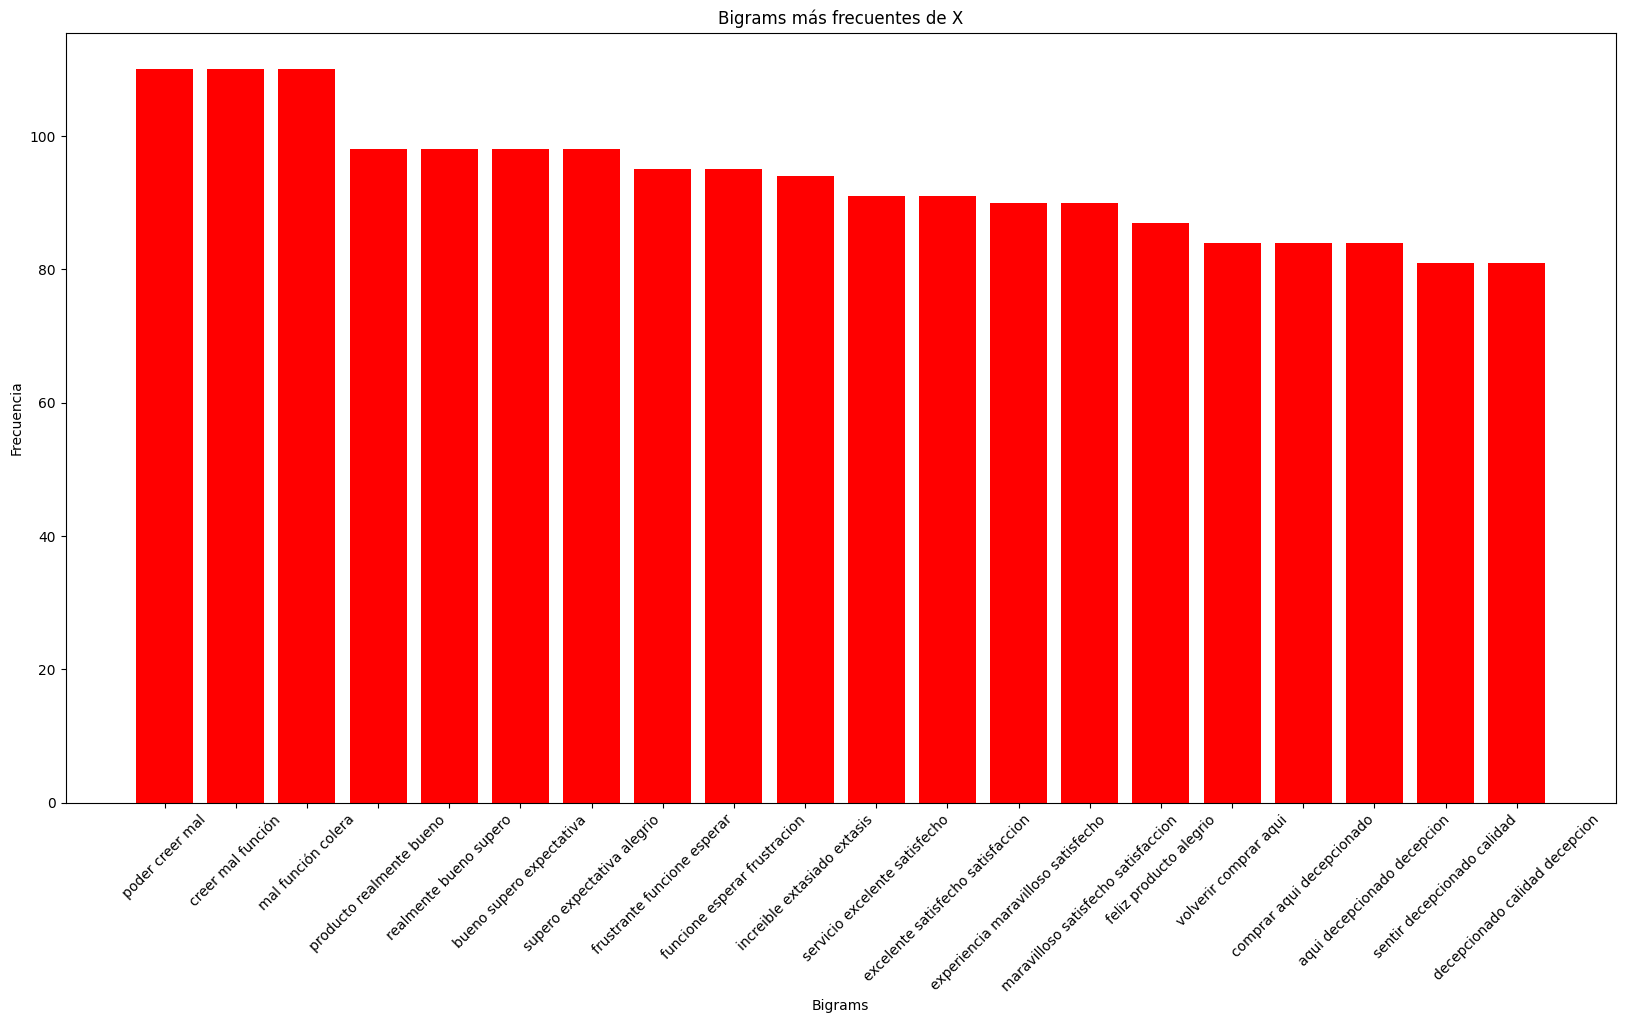 Bigrams más frecuentes de X
Frecuencia
100
80
60
40
20
0
poder creer mal
creer mal función
mal función colera
producto realmente bueno
realmente bueno supero
bueno supero expectativa
supero expectativa alegrio
frustrante funcione esperar
funcione esperar frustracion
increible extasiado extasis
servicio excelente satisfecho
excelente satisfecho satisfaccion
experiencia maravilloso satisfecho
maravilloso satisfecho satisfaccion
feliz producto alegrio
volverir comprar aqui
comprar aqui decepcionado
aqui decepcionado decepcion
sentir decepcionado calidad
decepcionado calidad decepcion
Bigrams